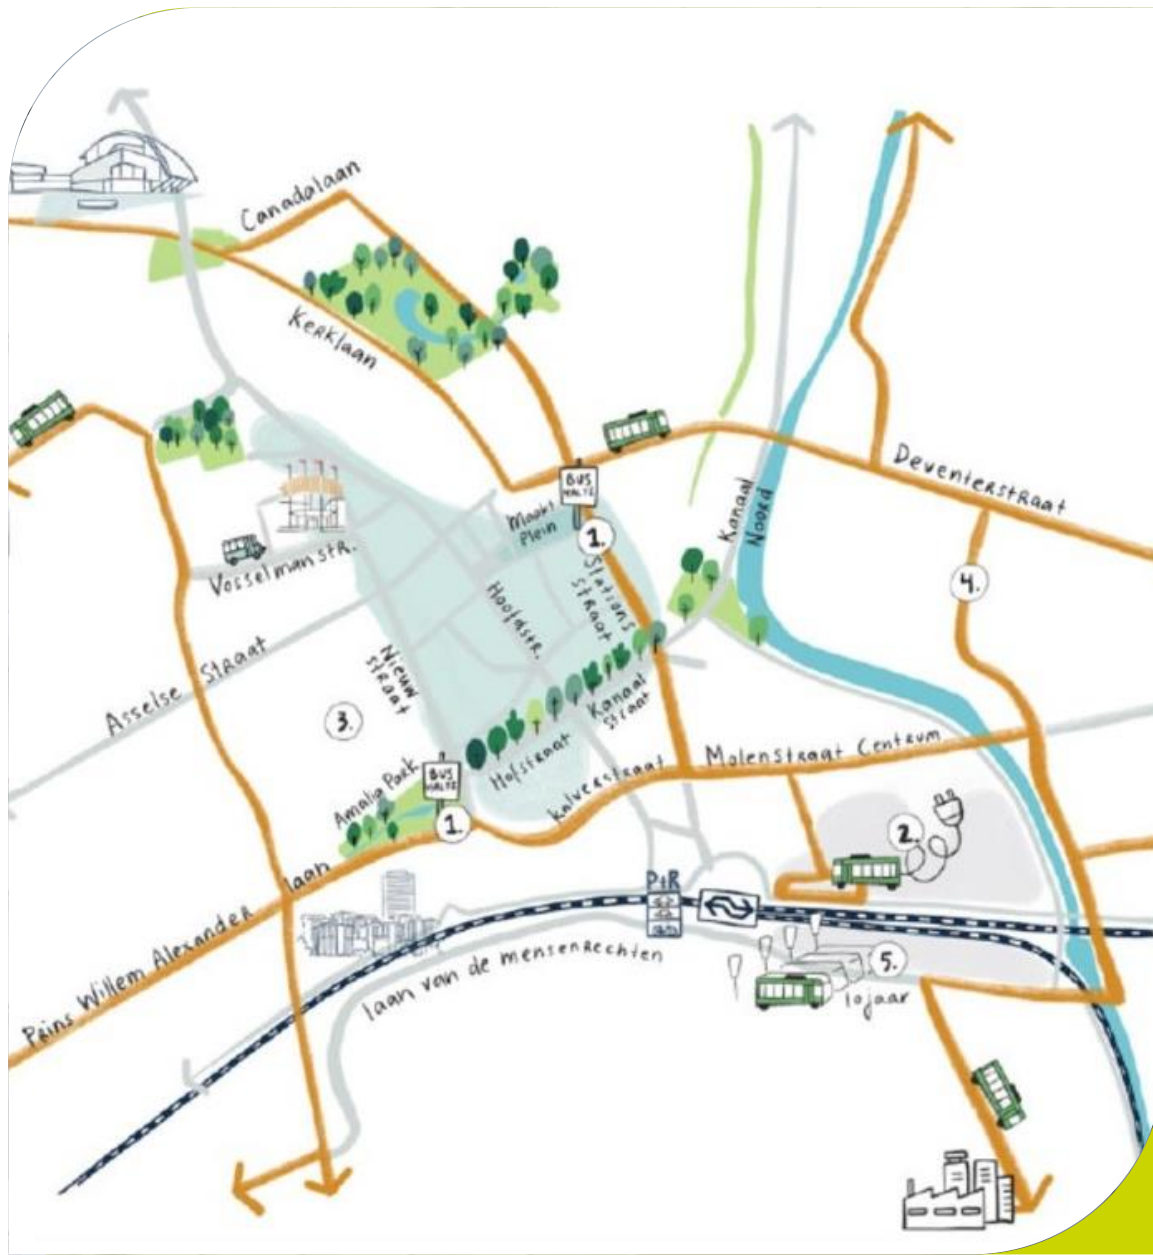 Canadalaan
Kerklaan
BUS
HALTE
Markt
Plein
1.
Deventerstraat
Kanaal
Noord
Vosselmanstr.
Stations
straat
4.
Hoofdstr.
Asselse straat
Nieuw
straat
3.
Kanaal
straat
Hofstraat
Molenstraat Centrum
Kalverstraat
Amalia Park
BUS
HALTE
1.
2.
Prins Willem Alexander laan
P+R
laan van de mensenrechten
5.
10jaar